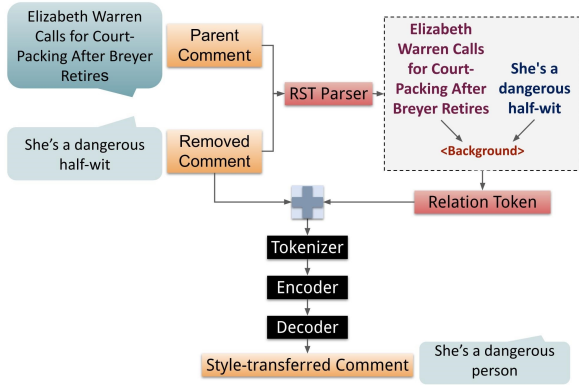 Elizabeth Warren
Calls for Court-
Packing After Breyer
Retires
Parent
Comment
She's a dangerous
half-wit
Removed
Comment
RST Parser
Elizabeth
Warren Calls
for Court-
Packing After
Breyer Retires
She's a
dangerous
half-wit
<Background>
Relation Token
Tokenizer
Encoder
Decoder
Style-transferred Comment
She's a dangerous
person